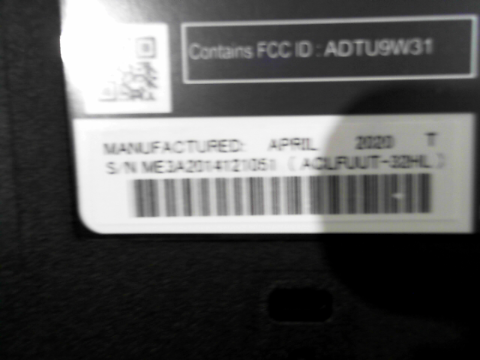 Contains FCC ID : ADTU9W31
MANUFACTURED: APRIL 2020 T
S/N ME3A2014121051 ( ACLFUUT-32HL )